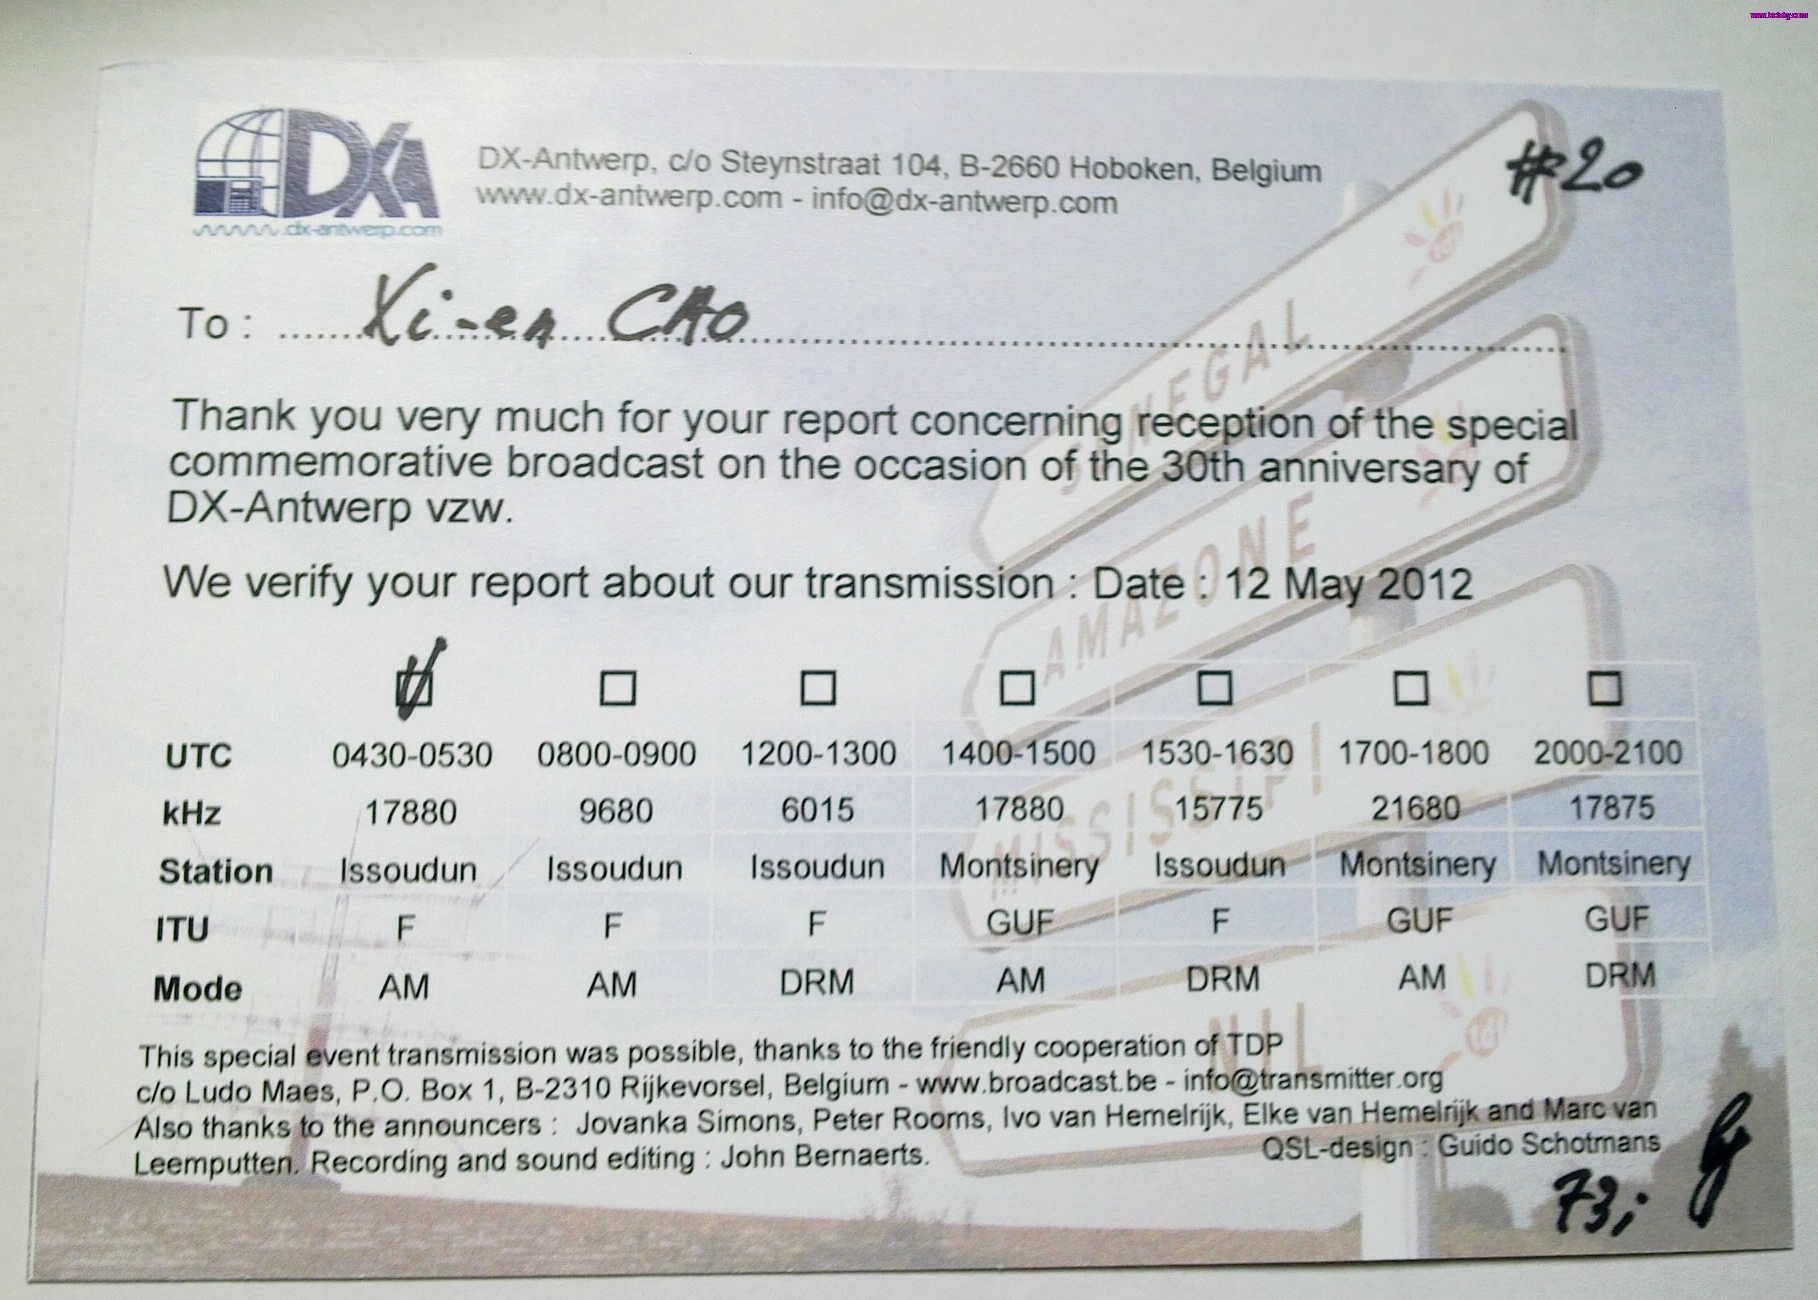 DXA
.dx-antwerp.com
DX-Antwerp, c/o Steynstraat 104, B-2660 Hoboken, Belgium
www.dx-antwerp.com - info@dx-antwerp.com
#20
To : Xi-en CAO
Thank you very much for your report concerning reception of the special
commemorative broadcast on the occasion of the 30th anniversary of
DX-Antwerp vzw.
We verify your report about our transmission : Date : 12 May 2012
UTC 0430-0530 0800-0900 1200-1300 1400-1500 1530-1630 1700-1800 2000-2100
kHz 17880 9680 6015 17880 15775 21680 17875
Station Issoudun Issoudun Issoudun Montsinery Issoudun Montsinery Montsinery
ITU F F F GUF F GUF GUF
Mode AM AM DRM AM DRM AM DRM
This special event transmission was possible, thanks to the friendly cooperation of TDP
c/o Ludo Maes, P.O. Box 1, B-2310 Rijkevorsel, Belgium - www.broadcast.be - info@transmitter.org
Also thanks to the announcers : Jovanka Simons, Peter Rooms, Ivo van Hemelrijk, Elke van Hemelrijk and Marc van
Leemputten. Recording and sound editing : John Bernaerts.
QSL-design : Guido Schotmans
73,
SENEGAL
AMAZONE
MISSISSIPI
NIL